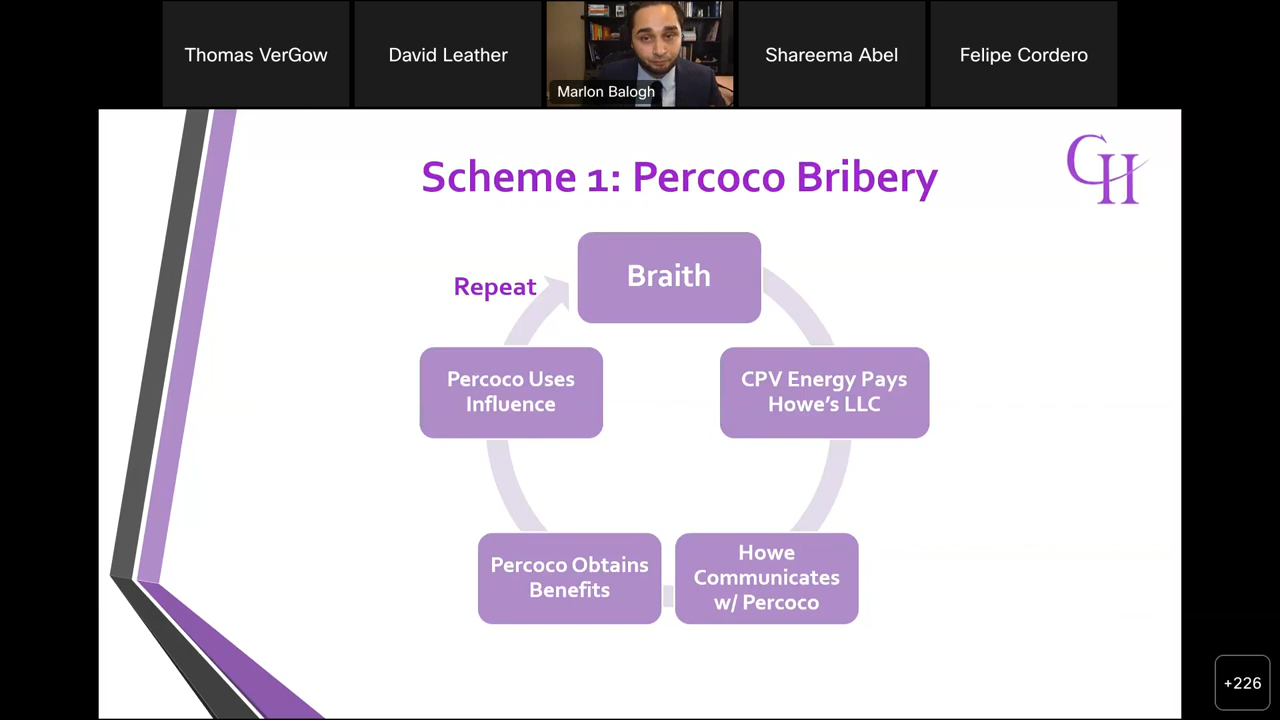 Thomas VerGow
David Leather
Marlon Balogh
Shareema Abel
Felipe Cordero
CH
Scheme 1: Percoco Bribery
Braith
Repeat
CPV Energy Pays
Howe's LLC
Howe
Communicates
w/ Percoco
Percoco Obtains
Benefits
Percoco Uses
Influence
+226